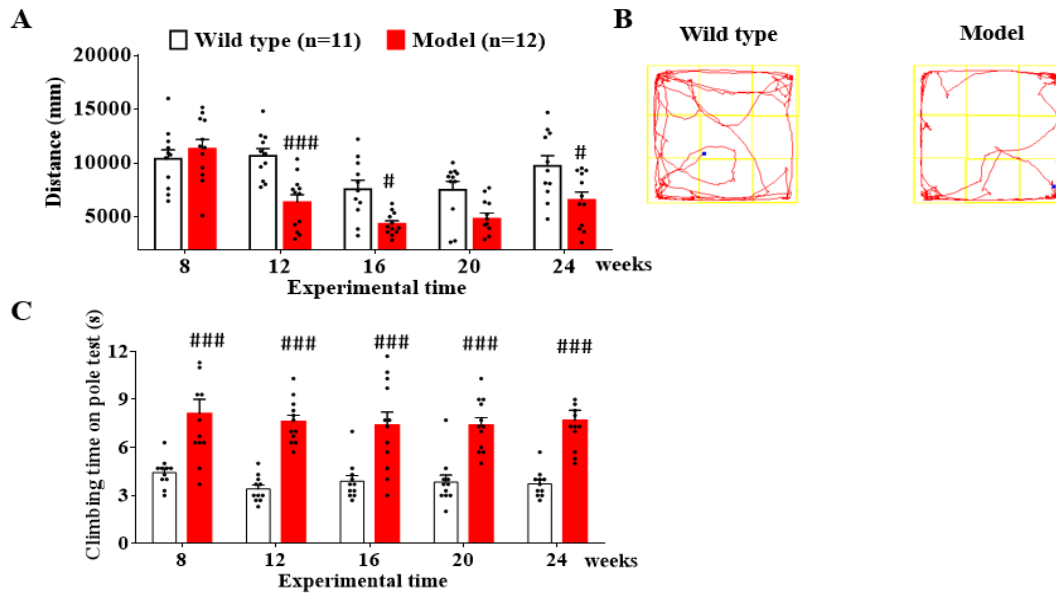 A
Wild type (n=11) Model (n=12)
20000
15000
10000
5000
Distance (mm)
###
#
#
8 12 16 20 24 weeks
Experimental time
B
Wild type Model
C
Climbing time on pole test (s)
12
9
6
3
0
### ### ### ### ###
8 12 16 20 24 weeks
Experimental time